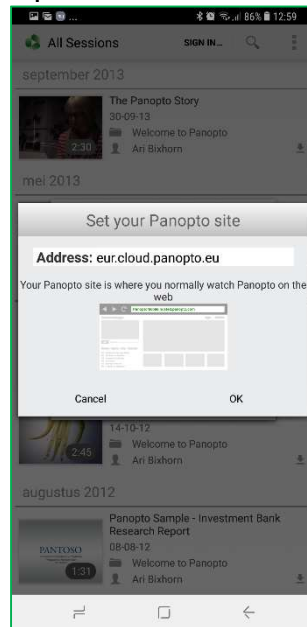 86% 12:59
All Sessions SIGN IN...
september 2013
The Panopto Story
30-09-13
Welcome to Panopto
2:30
Ari Bixhorn
mei 2013
Set your Panopto site
Address: eur.cloud.panopto.eu
Your Panopto site is where you normally watch Panopto on the
web
Cancel OK
14-10-12
Welcome to Panopto
2:45
Ari Bixhorn
augustus 2012
Panopto Sample - Investment Bank
Research Report
08-08-12
PANTOSO
Welcome to Panopto
1:31
Ari Bixhorn